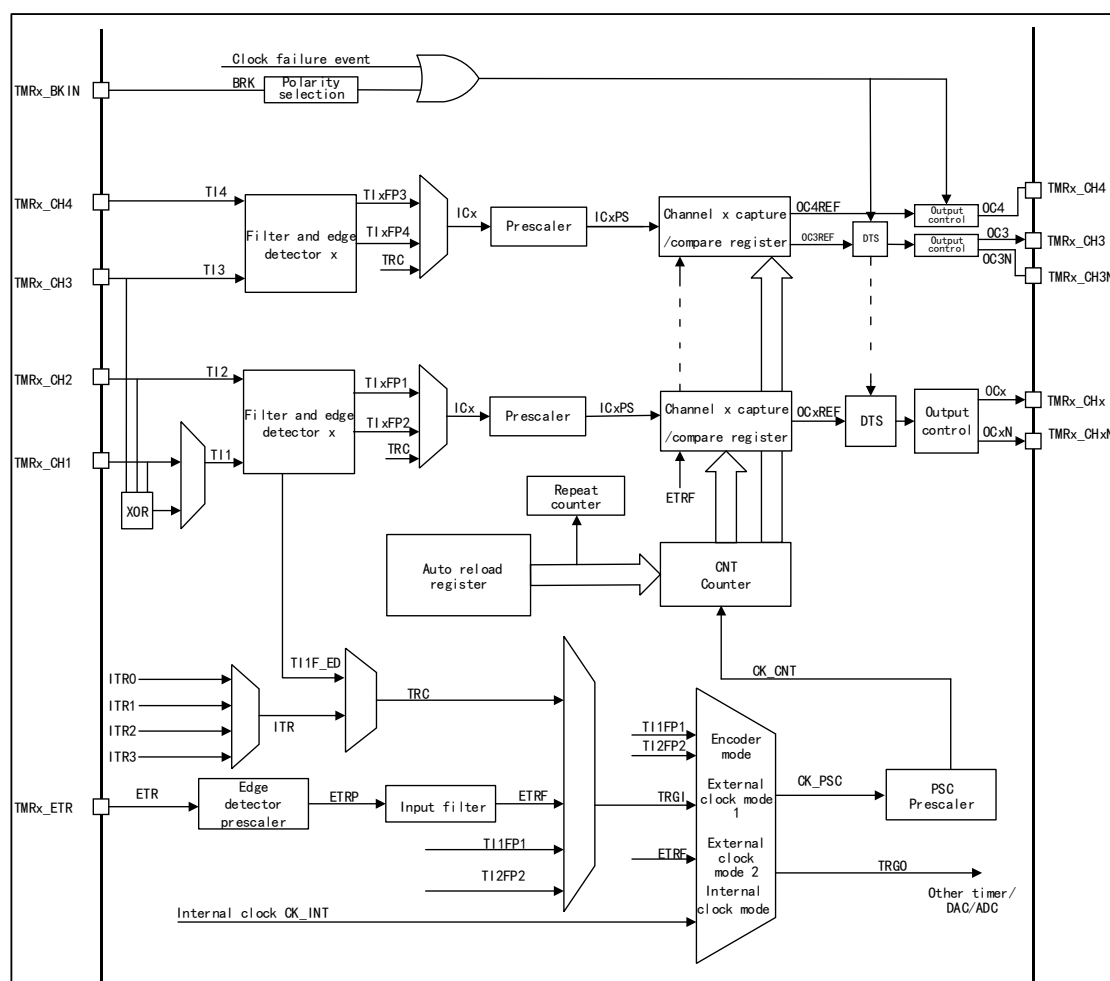 Clock failure event
BRK
Polarity
selection
TMRx_BKIN
TMRx_CH4
TI4
TIxFP3
TIxFP4
TRC
ICx
Prescaler
ICxPS
Filter and edge
detector x
Channel x capture
/compare register
OC4REF
OC3REF
DTS
Output
control
OC4
Output
control
OC3
OC3N
TMRx_CH4
TMRx_CH3
TMRx_CH3N
TMRx_CH3
TI3
TMRx_CH2
TI2
TIxFP1
TIxFP2
TRC
ICx
Prescaler
ICxPS
Filter and edge
detector x
Channel x capture
/compare register
OCxREF
DTS
Output
control
OCx
OCxN
TMRx_CHx
TMRx_CHxN
TMRx_CH1
TI1
XOR
ETRF
Repeat
counter
Auto reload
register
CNT
Counter
TI1F_ED
CK_CNT
ITR0
ITR1
ITR2
ITR3
ITR
TRC
TMRx_ETR
ETR
Edge
detector
prescaler
ETRP
Input filter
ETRF
TI1FP1
TI2FP2
TRGI
TI1FP1
TI2FP2
ETRF
Encoder
mode
External
clock mode
1
External
clock
mode 2
Internal
clock mode
CK_PSC
PSC
Prescaler
TRGO
Other timer/
DAC/ADC
Internal clock CK_INT